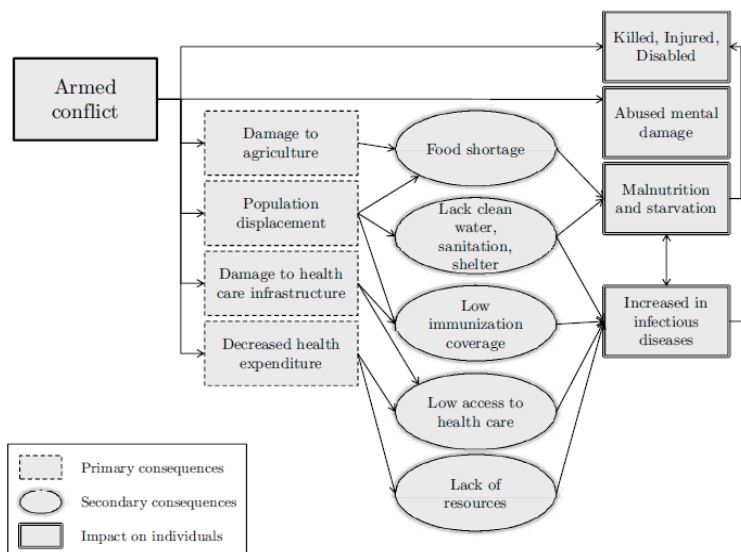 Armed
conflict
Killed, Injured,
Disabled
Abused mental
damage
Damage to
agriculture
Food shortage
Malnutrition
and starvation
Population
displacement
Lack clean
water,
sanitation,
shelter
Damage to health
care infrastructure
Low
immunization
coverage
Increased in
infectious
diseases
Decreased health
expenditure
Low access to
health care
Lack of
resources
Primary consequences
Secondary consequences
Impact on individuals